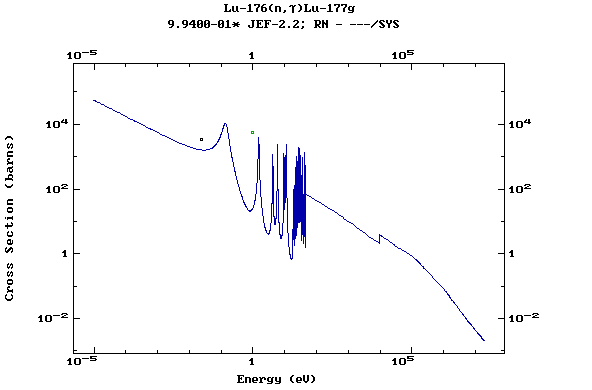 Lu-176(n,γ)Lu-177g
9.9400-01* JEF-2.2; RN - ---/SYS
10⁻⁵ 1 10⁵
10⁴ 10⁴
10² 10²
1 1
10⁻² 10⁻²
10⁻⁵ 1 10⁵
Cross Section (barns)
Energy (eV)